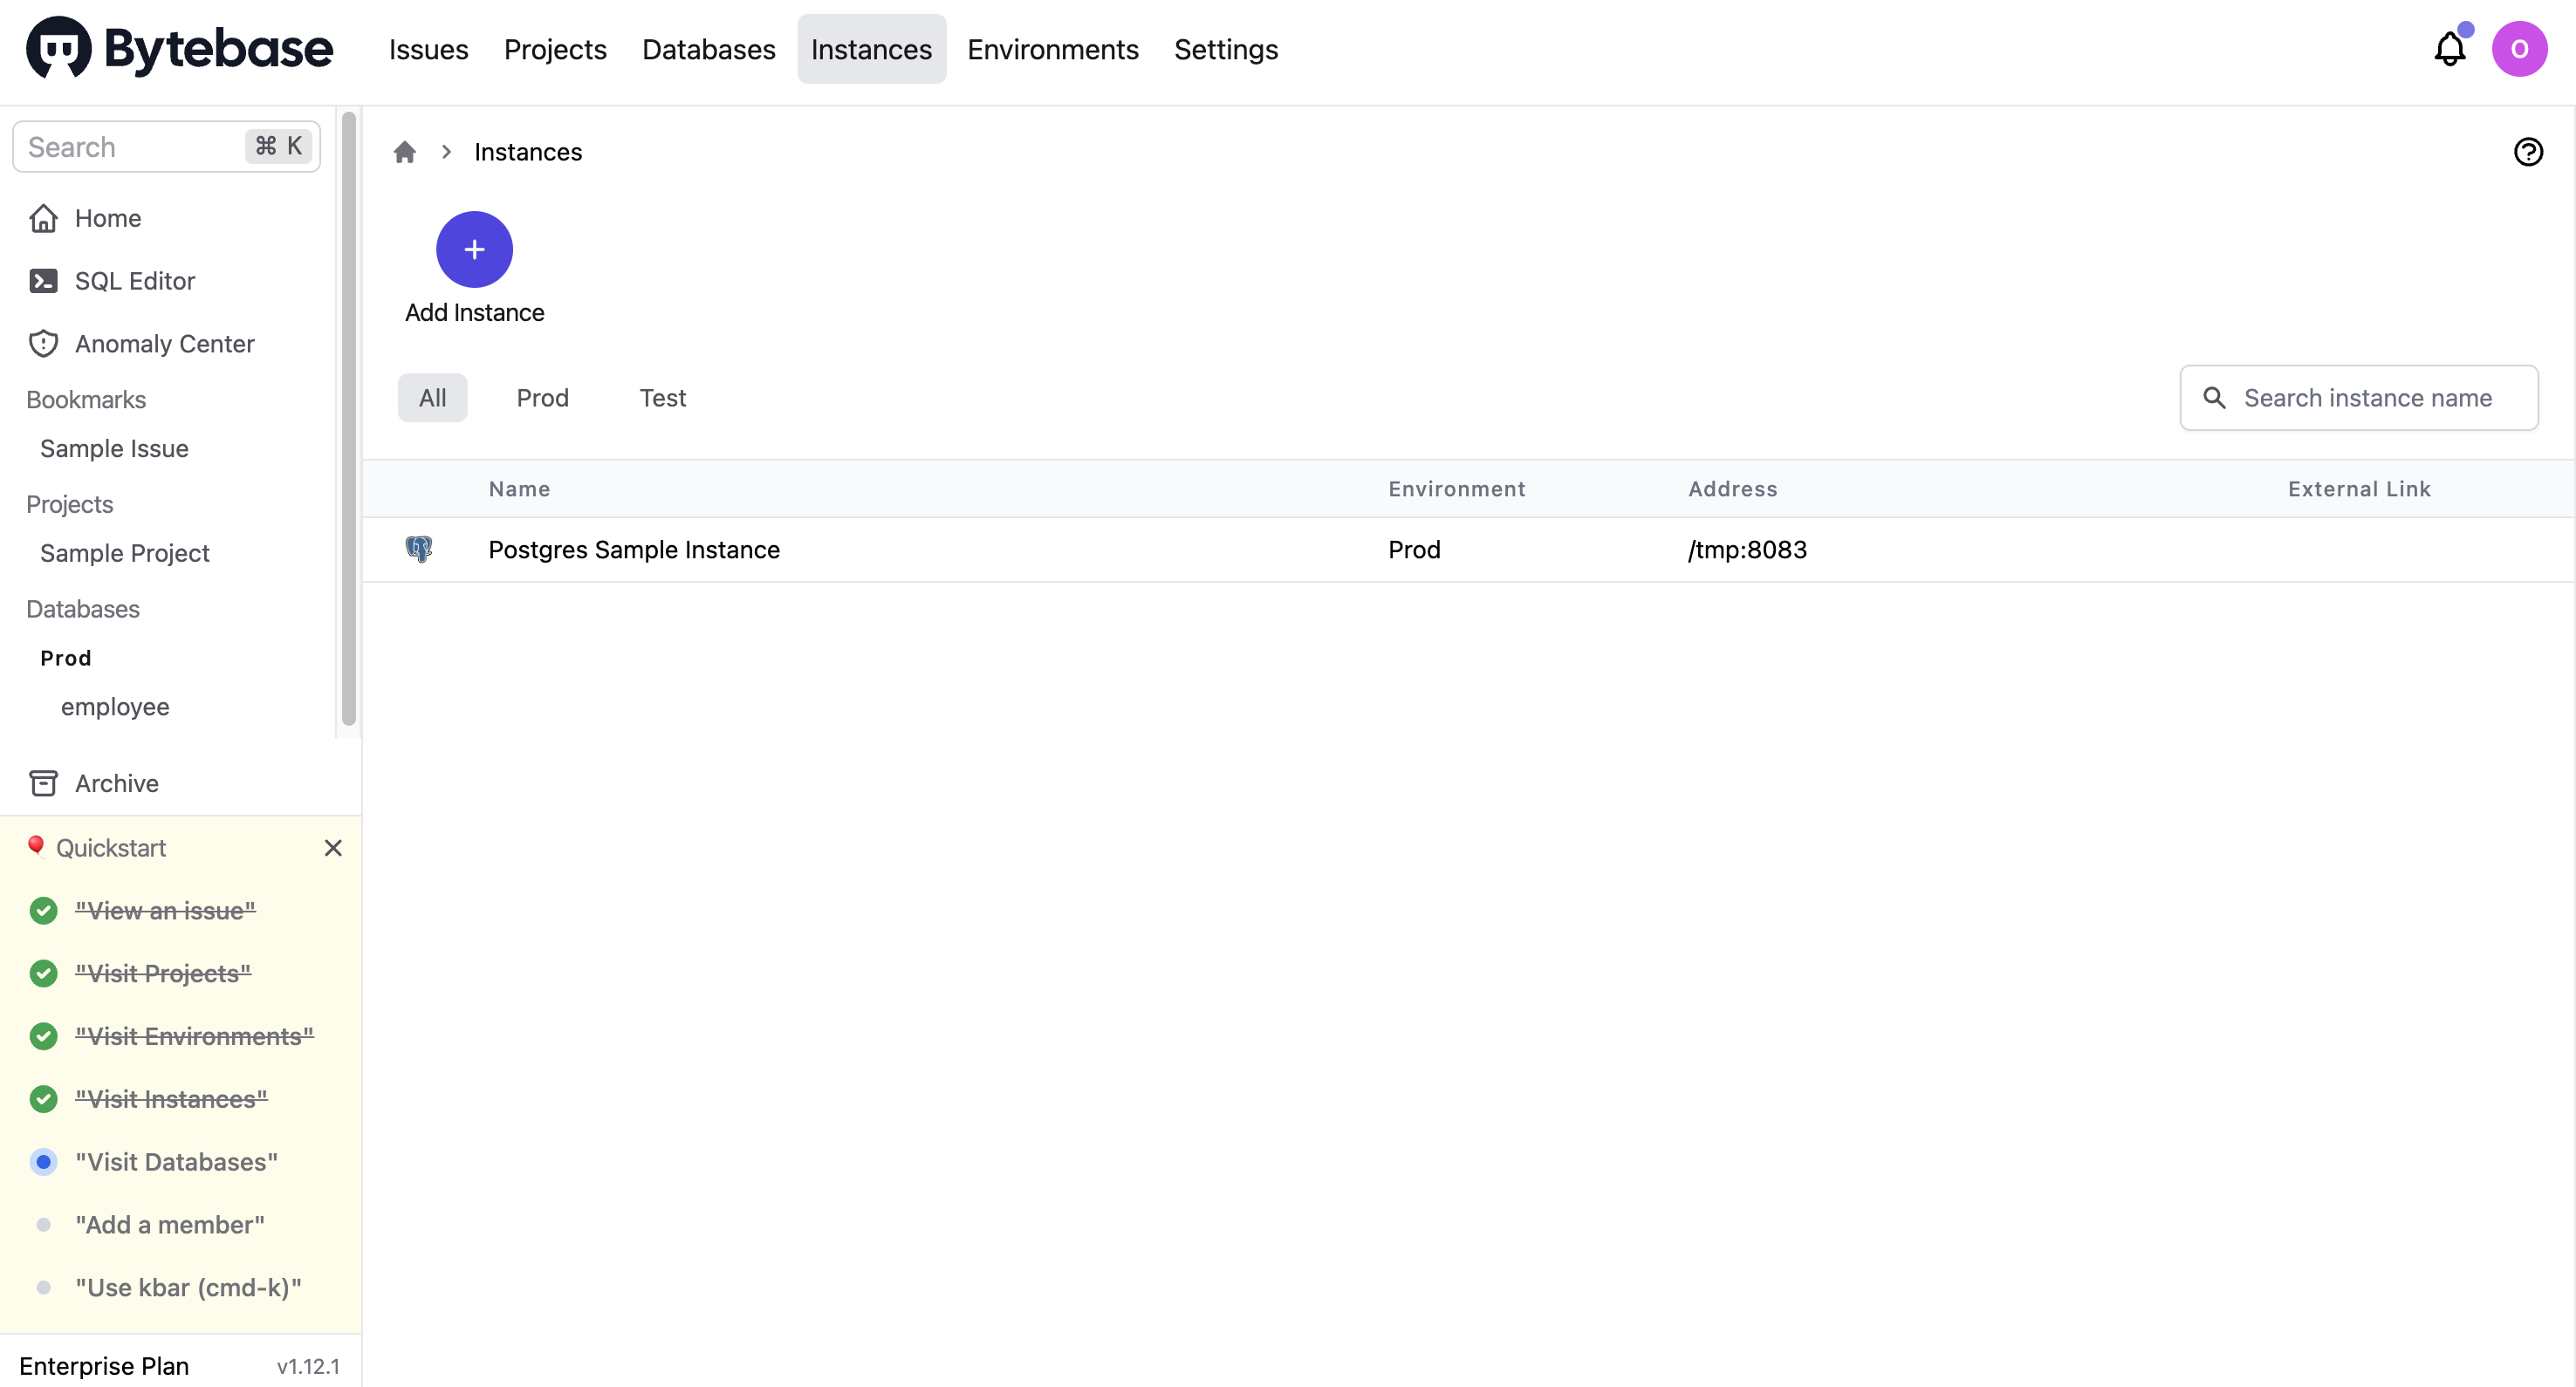 Bytebase
Issues
Projects
Databases
Instances
Environments
Settings
O
Search
⌘ K
Home
SQL Editor
Anomaly Center
Bookmarks
Sample Issue
Projects
Sample Project
Databases
Prod
employee
Archive
Quickstart
"View an issue"
"Visit Projects"
"Visit Environments"
"Visit Instances"
"Visit Databases"
"Add a member"
"Use kbar (cmd-k)"
Enterprise Plan
v1.12.1
Instances
Add Instance
All
Prod
Test
Search instance name
Name Environment Address External Link
Postgres Sample Instance Prod /tmp:8083